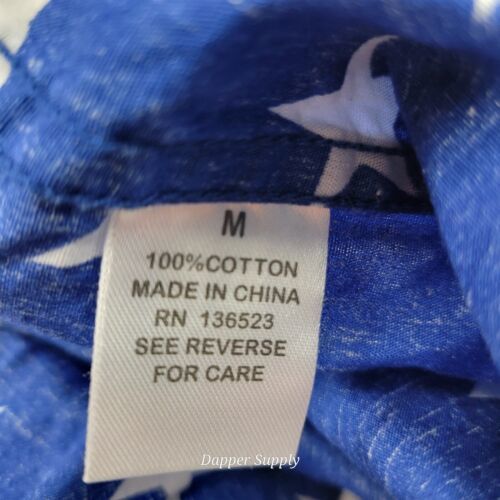 M
100%COTTON
MADE IN CHINA
RN 136523
SEE REVERSE
FOR CARE
Dapper Supply